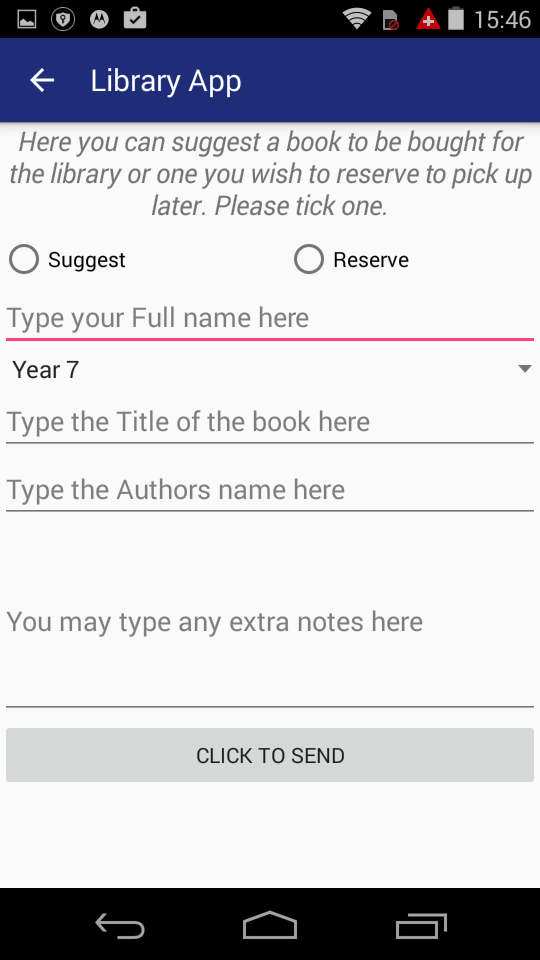 15:46
Library App
Here you can suggest a book to be bought for
the library or one you wish to reserve to pick up
later. Please tick one.
Suggest Reserve
Type your Full name here
Year 7
Type the Title of the book here
Type the Authors name here
You may type any extra notes here
CLICK TO SEND